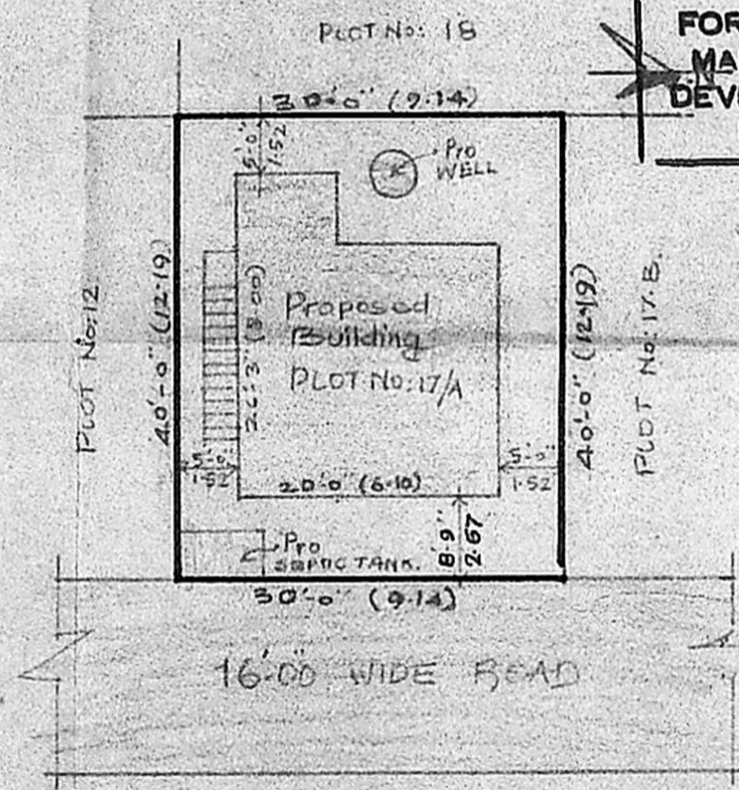 PLOT No: 18
FOR
MA
DEVO
30'-0" (9.14)
5'-0"
1.52
Pro
WELL
PLOT No:12
40'-0" (12.19)
26'-3" (8.00)
Proposed
Building
PLOT No:17/A
40'-0" (12.19)
PLOT No:17.B.
5'-0"
1.52
20'-0 (6.10)
5'-0"
1.52
8'-9"
2.67
Pro
SEPTIC TANK.
30'-0" (9.14)
16'-00" WIDE ROAD